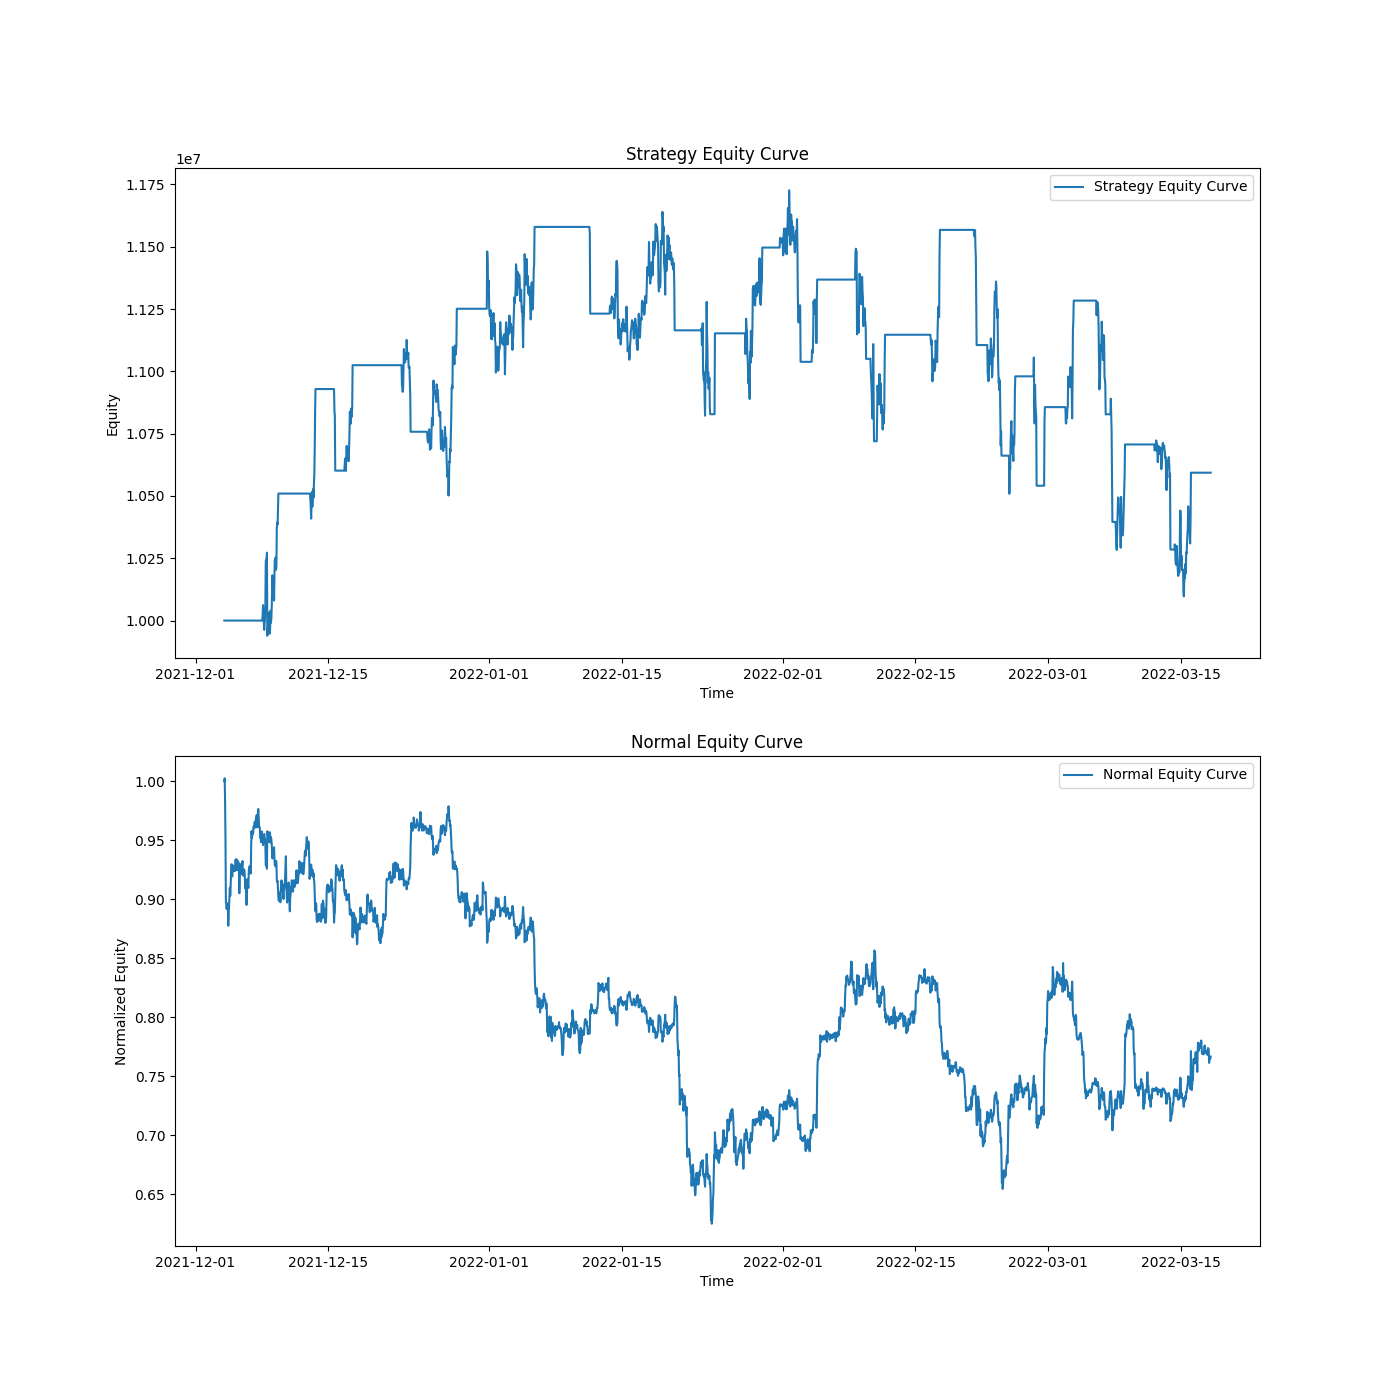 Strategy Equity Curve
1e7
Strategy Equity Curve
1.175
1.150
1.125
1.100
1.075
1.050
1.025
1.000
Equity
2021-12-01 2021-12-15 2022-01-01 2022-01-15 2022-02-01 2022-02-15 2022-03-01 2022-03-15
Time
Normal Equity Curve
Normal Equity Curve
1.00
0.95
0.90
0.85
0.80
0.75
0.70
0.65
Normalized Equity
2021-12-01 2021-12-15 2022-01-01 2022-01-15 2022-02-01 2022-02-15 2022-03-01 2022-03-15
Time